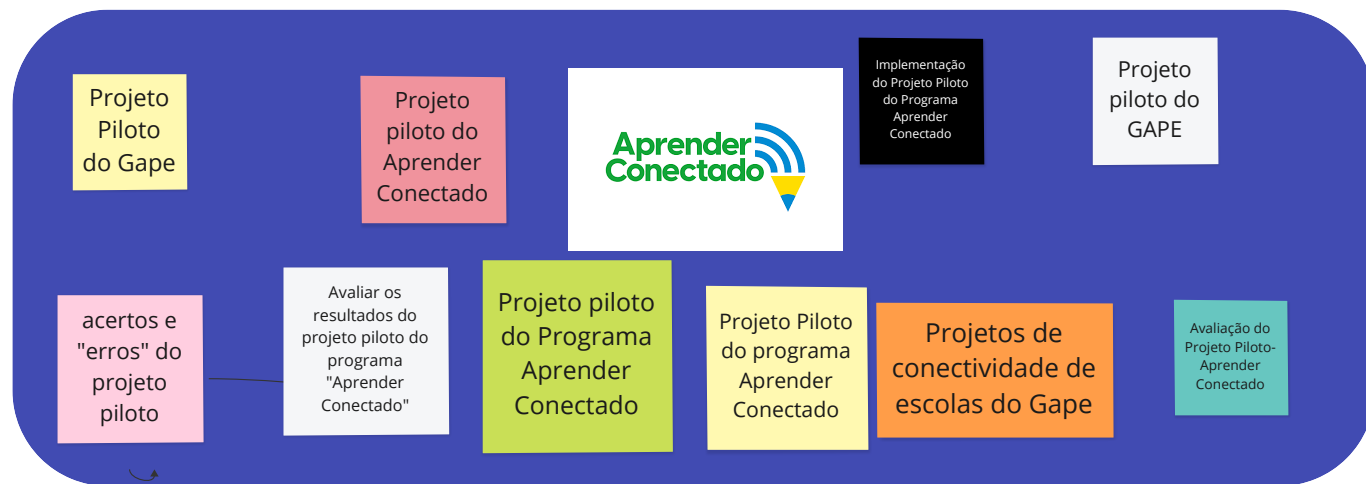 Projeto
Piloto
do Gape
Projeto
piloto do
Aprender
Conectado
Aprender
Conectado
Implementação
do Projeto Piloto
do Programa
Aprender
Conectado
Projeto
piloto do
GAPE
acertos e
"erros" do
projeto
piloto
Avaliar os
resultados do
projeto piloto do
programa
"Aprender
Conectado"
Projeto piloto
do Programa
Aprender
Conectado
Projeto Piloto
do programa
Aprender
Conectado
Projetos de
conectividade de
escolas do Gape
Avaliação do
Projeto Piloto-
Aprender
Conectado